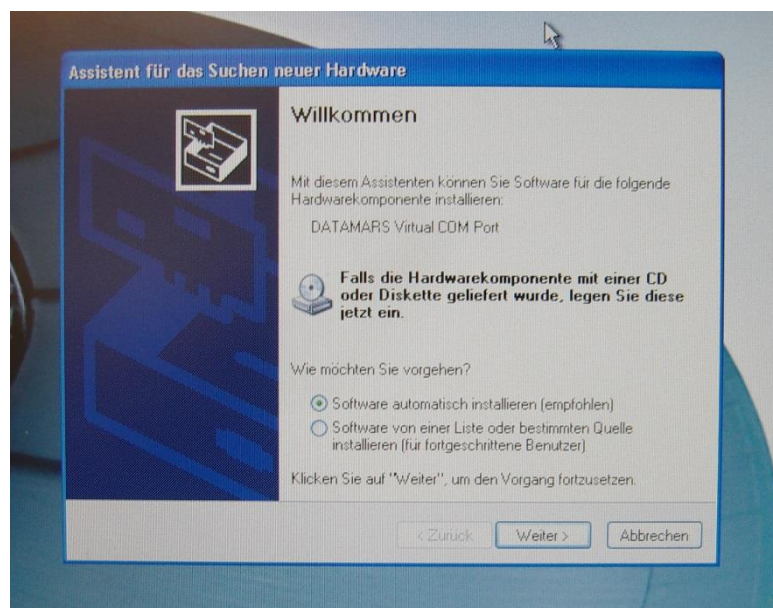 Assistent für das Suchen neuer Hardware
Willkommen
Mit diesem Assistenten können Sie Software für die folgende
Hardwarekomponente installieren:
DATAMARS Virtual COM Port
Falls die Hardwarekomponente mit einer CD
oder Diskette geliefert wurde, legen Sie diese
jetzt ein.
Wie möchten Sie vorgehen?
Software automatisch installieren (empfohlen)
Software von einer Liste oder bestimmten Quelle
installieren (für fortgeschrittene Benutzer)
Klicken Sie auf "Weiter", um den Vorgang fortzusetzen.
< Zurück Weiter > Abbrechen